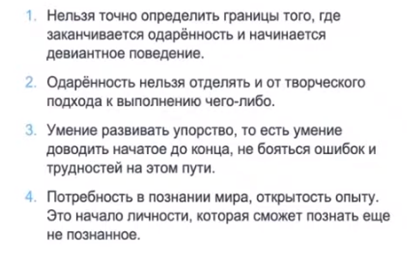 1. Нельзя точно определить границы того, где
заканчивается одарённость и начинается
девиантное поведение.
2. Одарённость нельзя отделять и от творческого
подхода к выполнению чего-либо.
3. Умение развивать упорство, то есть умение
доводить начатое до конца, не бояться ошибок и
трудностей на этом пути.
4. Потребность в познании мира, открытость опыту.
Это начало личности, которая сможет познать еще
не познанное.